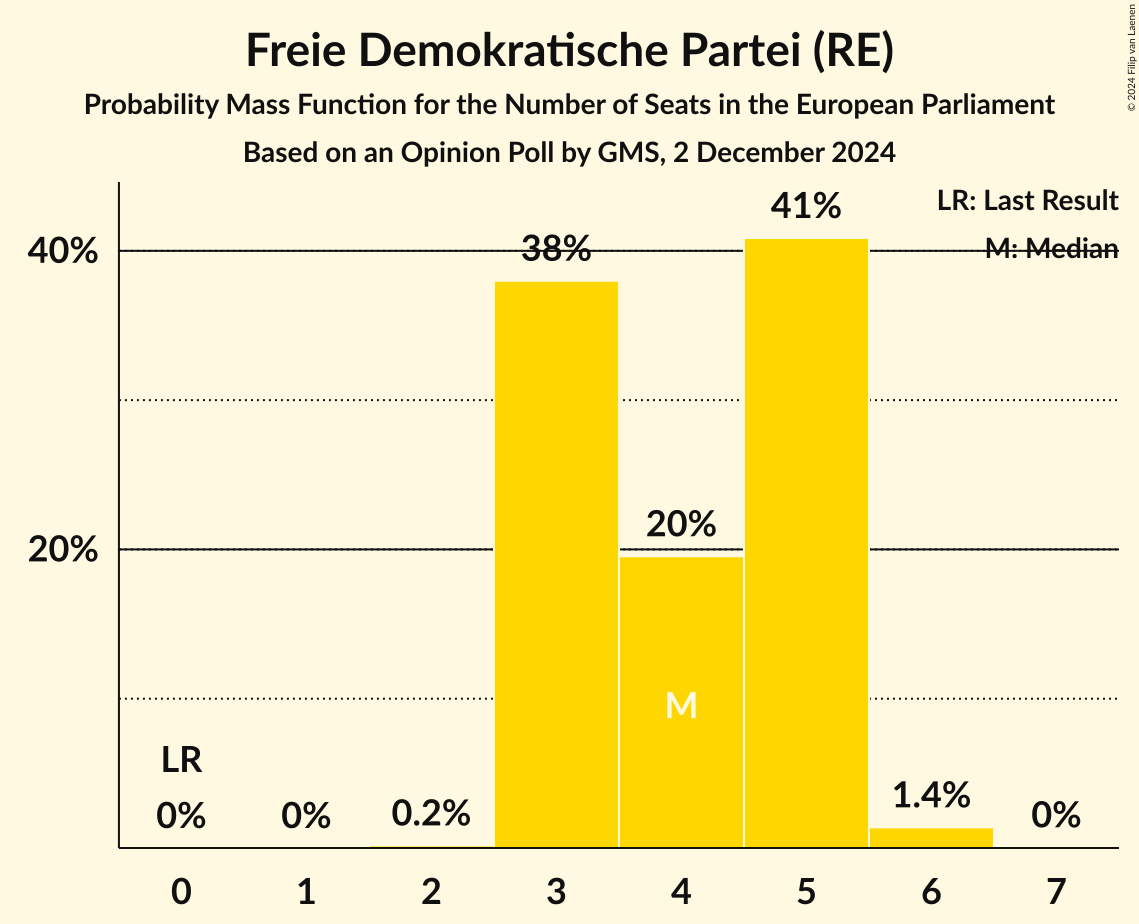 Freie Demokratische Partei (RE)
Probability Mass Function for the Number of Seats in the European Parliament
Based on an Opinion Poll by GMS, 2 December 2024
© 2024 Filip van Laenen
LR: Last Result
M: Median
40%
20%
41%
38%
20%
M
LR
0%
0%
0.2%
1.4%
0%
0 1 2 3 4 5 6 7